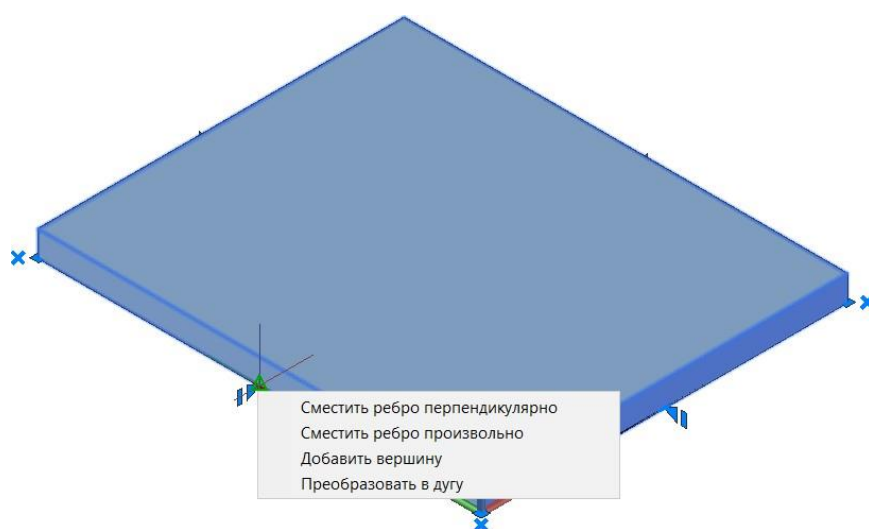 Сместить ребро перпендикулярно
Сместить ребро произвольно
Добавить вершину
Преобразовать в дугу